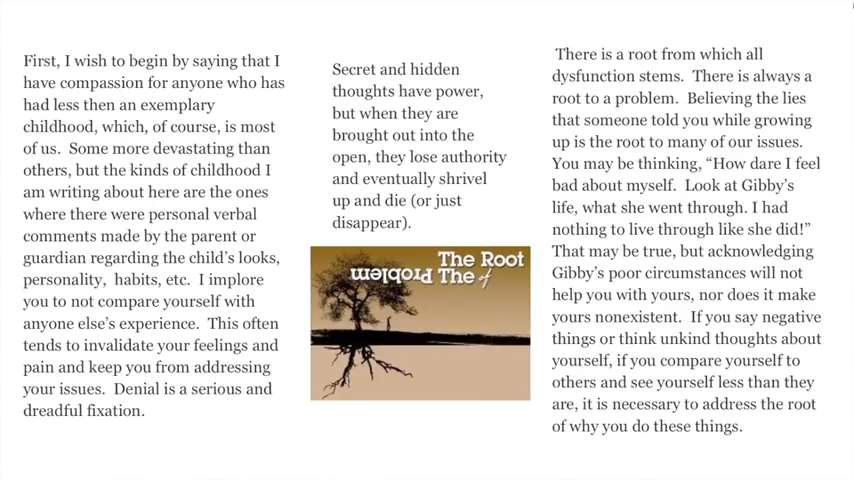 First, I wish to begin by saying that I
have compassion for anyone who has
had less then an exemplary
childhood, which, of course, is most
of us.  Some more devastating than
others, but the kinds of childhood I
am writing about here are the ones
where there were personal verbal
comments made by the parent or
guardian regarding the child's looks,
personality,  habits, etc.  I implore
you to not compare yourself with
anyone else's experience.  This often
tends to invalidate your feelings and
pain and keep you from addressing
your issues.  Denial is a serious and
dreadful fixation.
Secret and hidden
thoughts have power,
but when they are
brought out into the
open, they lose authority
and eventually shrivel
up and die (or just
disappear).
The Root
of The Problem
There is a root from which all
dysfunction stems.  There is always a
root to a problem.  Believing the lies
that someone told you while growing
up is the root to many of our issues.
You may be thinking, “How dare I feel
bad about myself.  Look at Gibby's
life, what she went through. I had
nothing to live through like she did!”
That may be true, but acknowledging
Gibby's poor circumstances will not
help you with yours, nor does it make
yours nonexistent.  If you say negative
things or think unkind thoughts about
yourself, if you compare yourself to
others and see yourself less than they
are, it is necessary to address the root
of why you do these things.